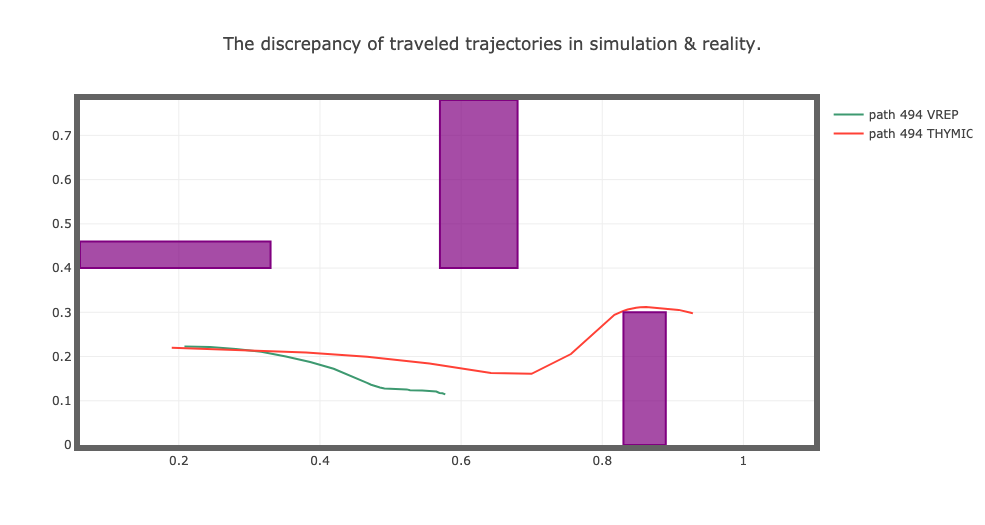 The discrepancy of traveled trajectories in simulation & reality.
path 494 VREP
path 494 THYMIC
0.7
0.6
0.5
0.4
0.3
0.2
0.1
0
0.2 0.4 0.6 0.8 1